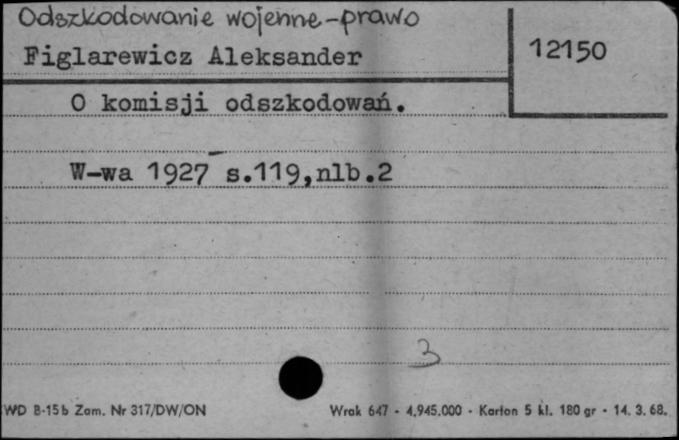 Odszkodowanie wojenne-prawo
Figlarewicz Aleksander
12150
O komisji odszkodowań.
W-wa 1927 s.119,nlb.2
3
WD B-15b Zam. Nr 317/DW/ON
Wrak 647 - 4.945.000 - Karton 5 kl. 180 gr - 14. 3. 68.